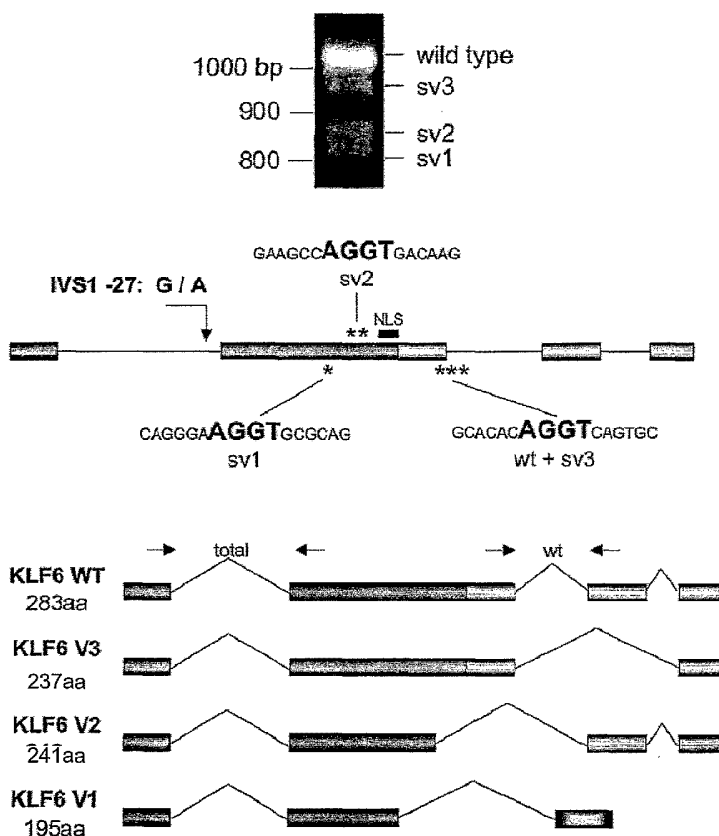 wild type
1000 bp
sv3
900
sv2
800
sv1
GAAGCCAGGTGACAAG
sv2
IVS1 -27: G / A
NLS
**
*
***
CAGGGAAGGTGCGCAG
sv1
GCACACAGGTCAGTGC
wt + sv3
total
wt
KLF6 WT
283aa
KLF6 V3
237aa
KLF6 V2
241aa
KLF6 V1
195aa